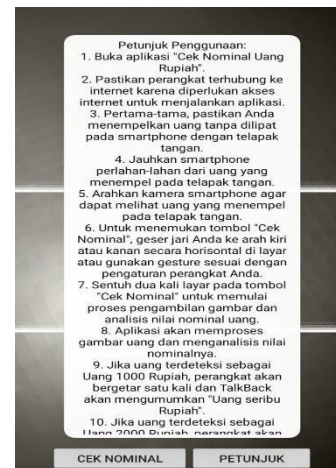 Petunjuk Penggunaan:
1. Buka aplikasi "Cek Nominal Uang
Rupiah".
2. Pastikan perangkat terhubung ke
internet karena diperlukan akses
internet untuk menjalankan aplikasi.
3. Pertama-tama, pastikan Anda
menempelkan uang tanpa dilipat
pada smartphone dengan telapak
tangan.
4. Jauhkan smartphone
perlahan-lahan dari uang yang
menempel pada telapak tangan.
5. Arahkan kamera smartphone agar
dapat melihat uang yang menempel
pada telapak tangan.
6. Untuk menemukan tombol "Cek
Nominal", geser jari Anda ke arah kiri
atau kanan secara horisontal di layar
atau gunakan gesture sesuai dengan
pengaturan perangkat Anda.
7. Sentuh dua kali layar pada tombol
"Cek Nominal" untuk memulai
proses pengambilan gambar dan
analisis nilai nominal uang.
8. Aplikasi akan memproses
gambar uang dan menganalisis nilai
nominalnya.
9. Jika uang terdeteksi sebagai
Uang 1000 Rupiah, perangkat akan
bergetar satu kali dan TalkBack
akan mengumumkan "Uang seribu
Rupiah".
10. Jika uang terdeteksi sebagai
Uang 2000 Rupiah, perangkat akan
CEK NOMINAL
PETUNJUK